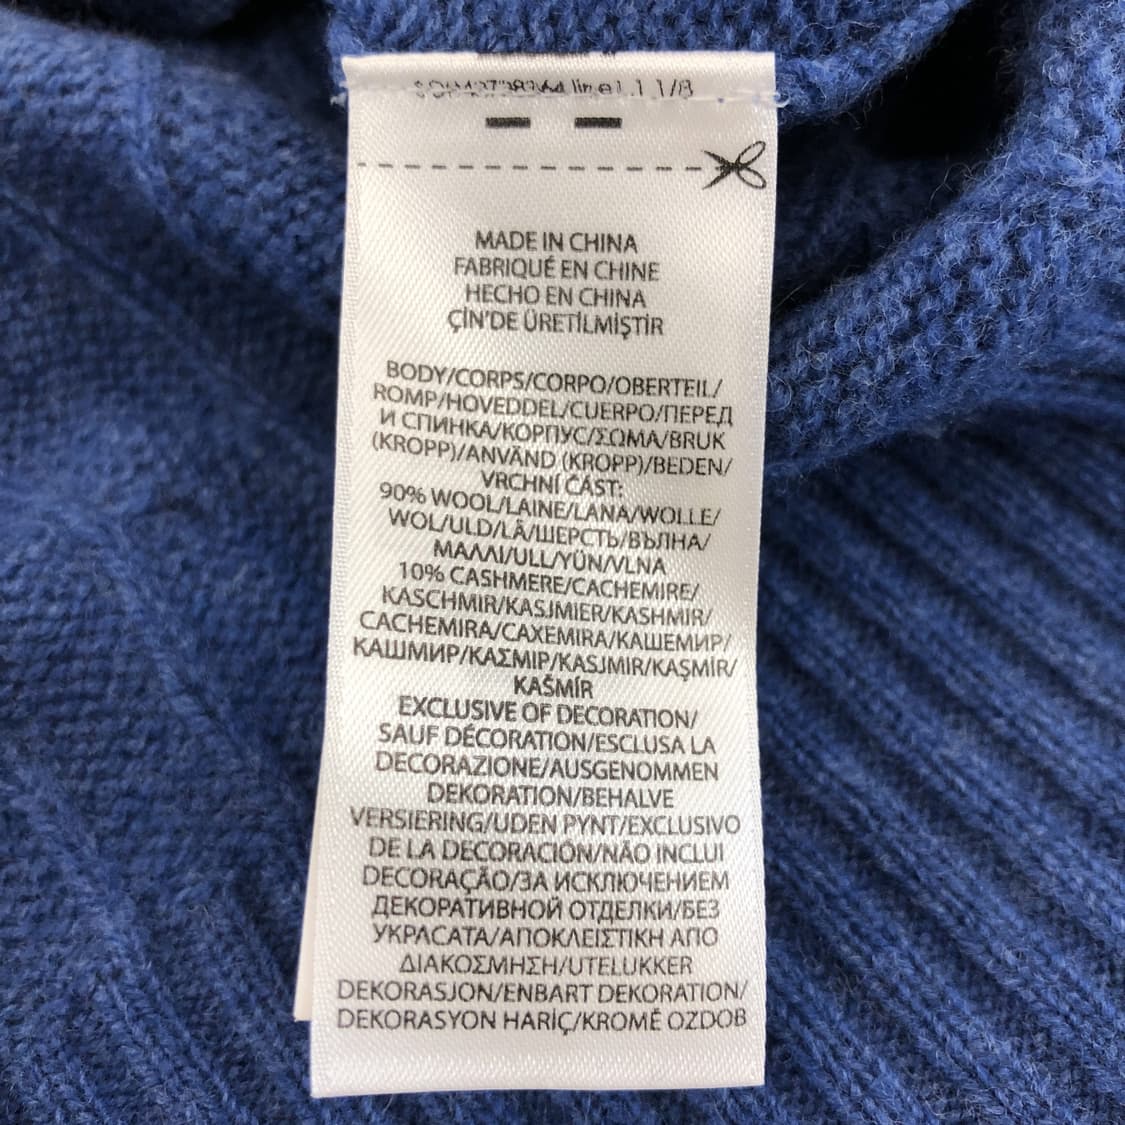 line1.1 1/8
MADE IN CHINA
FABRIQUÉ EN CHINE
HECHO EN CHINA
ÇİN'DE ÜRETİLMİŞTİR
BODY/CORPS/CORPO/OBERTEIL/
ROMP/HOVEDDEL/CUERPO/ПЕРЕД
И СПИНКА/КОРПУС/ΣΩΜΑ/BRUK
(KROPP)/ANVÄND (KROPP)/BEDEN/
VRCHNÍ ČÁST:
90% WOOL/LAINE/LANA/WOLLE/
WOL/ULD/LÃ/ШЕРСТЬ/ВЪЛНА/
ΜΑΛΛΙ/ULL/YÜN/VLNA
10% CASHMERE/CACHEMIRE/
KASCHMIR/KASJMIER/KASHMIR/
CACHEMIRA/CAXEMIRA/КАШЕМИР/
КАШМИР/ΚΑΣΜΙΡ/KASJMIR/KAŞMİR/
KAŠMÍR
EXCLUSIVE OF DECORATION/
SAUF DÉCORATION/ESCLUSA LA
DECORAZIONE/AUSGENOMMEN
DEKORATION/BEHALVE
VERSIERING/UDEN PYNT/EXCLUSIVO
DE LA DECORACIÓN/NÃO INCLUI
DECORAÇÃO/ЗА ИСКЛЮЧЕНИЕМ
ДЕКОРАТИВНОЙ ОТДЕЛКИ/БЕЗ
УКРАСАТА/ΑΠΟΚΛΕΙΣΤΙΚΗ ΑΠΟ
ΔΙΑΚΟΣΜΗΣΗ/UTELUKKER
DEKORASJON/ENBART DEKORATION/
DEKORASYON HARİÇ/KROMĚ OZDOB